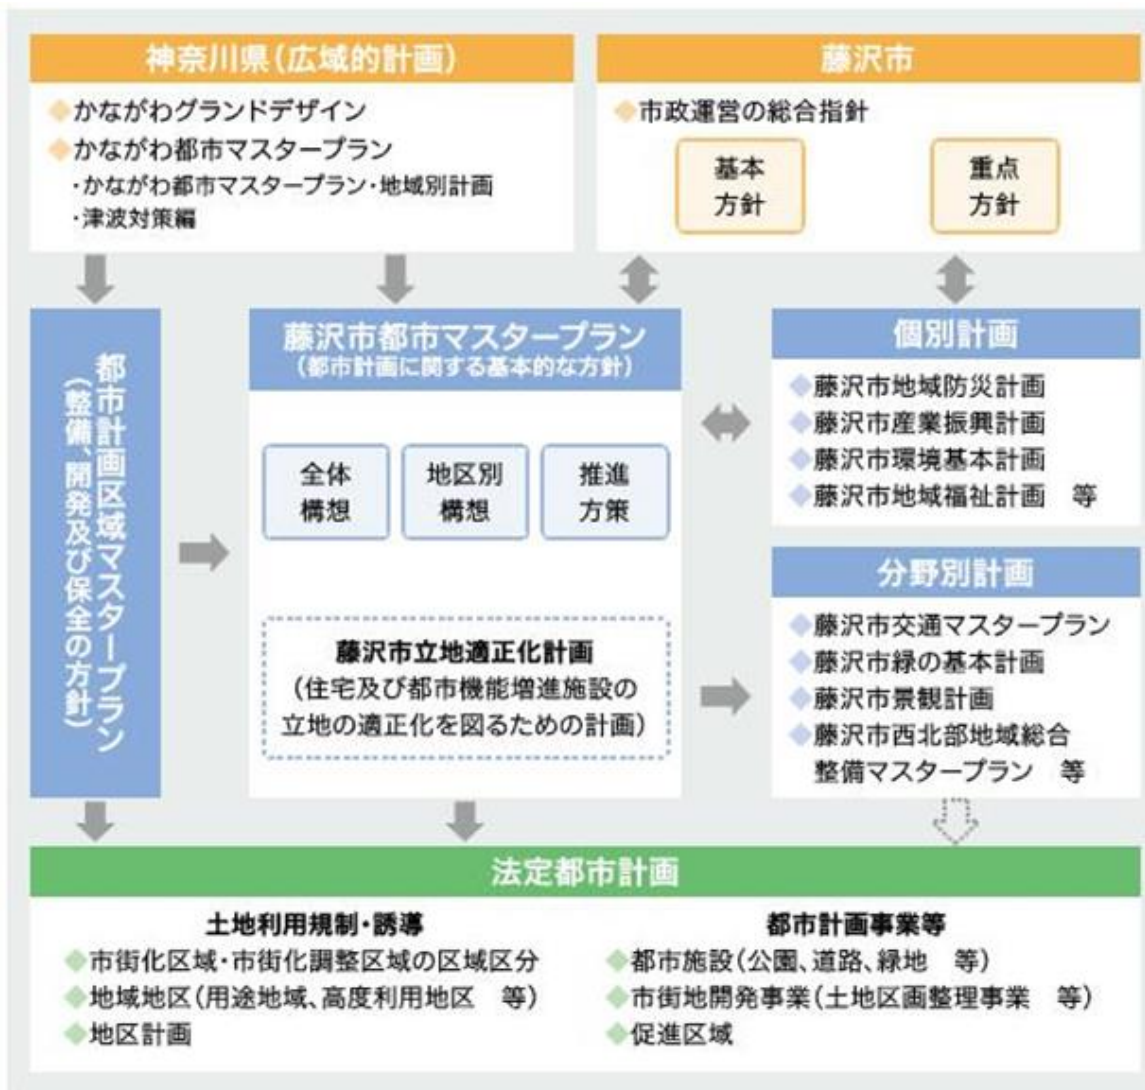 神奈川県(広域的計画)
◆かながわグランドデザイン
◆かながわ都市マスタープラン
・かながわ都市マスタープラン・地域別計画
・津波対策編
藤沢市
◆市政運営の総合指針
基本
方針
重点
方針
都市計画区域マスタープラン
(整備、開発及び保全の方針)
藤沢市都市マスタープラン
(都市計画に関する基本的な方針)
全体
構想
地区別
構想
推進
方策
藤沢市立地適正化計画
(住宅及び都市機能増進施設の
立地の適正化を図るための計画)
個別計画
◆藤沢市地域防災計画
◆藤沢市産業振興計画
◆藤沢市環境基本計画
◆藤沢市地域福祉計画 等
分野別計画
◆藤沢市交通マスタープラン
◆藤沢市緑の基本計画
◆藤沢市景観計画
◆藤沢市西北部地域総合
整備マスタープラン 等
法定都市計画
土地利用規制・誘導
◆市街化区域・市街化調整区域の区域区分
◆地域地区(用途地域、高度利用地区 等)
◆地区計画
都市計画事業等
◆都市施設(公園、道路、緑地 等)
◆市街地開発事業(土地区画整理事業 等)
◆促進区域